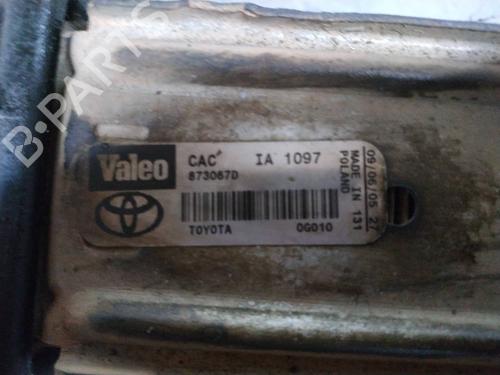 Valeo
CAC IA 1097
873067D
TOYOTA 0G010
09/06/05 27
MADE IN 131
POLAND
B-PARTS